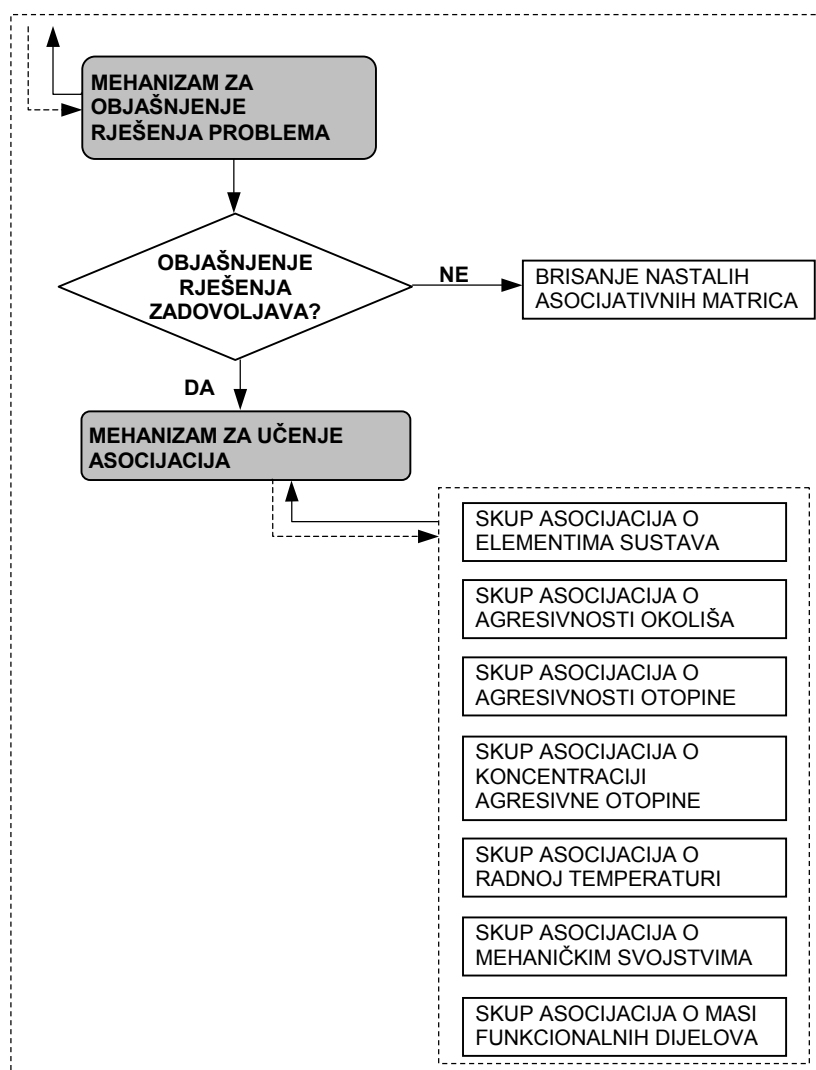 MEHANIZAM ZA
OBJAŠNJENJE
RJEŠENJA PROBLEMA
OBJAŠNJENJE
RJEŠENJA
ZADOVOLJAVA?
NE
BRISANJE NASTALIH
ASOCIJATIVNIH MATRICA
DA
MEHANIZAM ZA UČENJE
ASOCIJACIJA
SKUP ASOCIJACIJA O
ELEMENTIMA SUSTAVA
SKUP ASOCIJACIJA O
AGRESIVNOSTI OKOLIŠA
SKUP ASOCIJACIJA O
AGRESIVNOSTI OTOPINE
SKUP ASOCIJACIJA O
KONCENTRACIJI
AGRESIVNE OTOPINE
SKUP ASOCIJACIJA O
RADNOJ TEMPERATURI
SKUP ASOCIJACIJA O
MEHANIČKIM SVOJSTVIMA
SKUP ASOCIJACIJA O MASI
FUNKCIONALNIH DIJELOVA